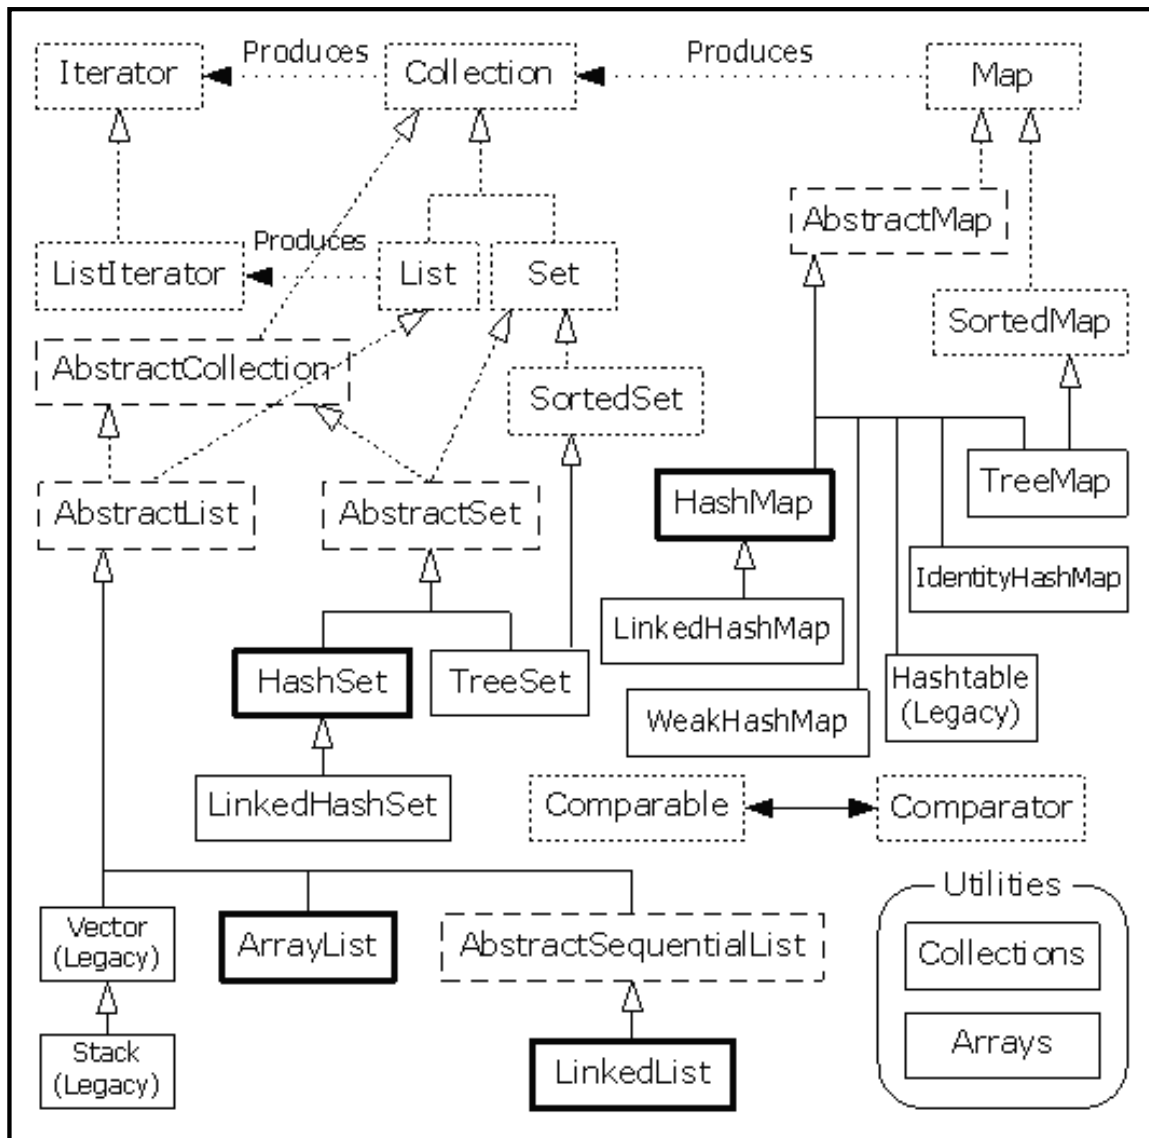 Iterator
Produces
Collection
Produces
Map
AbstractMap
ListIterator
Produces
List
Set
SortedMap
AbstractCollection
SortedSet
TreeMap
AbstractList
AbstractSet
HashMap
IdentityHashMap
LinkedHashMap
HashSet
TreeSet
Hashtable
(Legacy)
WeakHashMap
LinkedHashSet
Comparable
Comparator
Utilities
Vector
(Legacy)
ArrayList
AbstractSequentialList
Collections
Stack
(Legacy)
LinkedList
Arrays